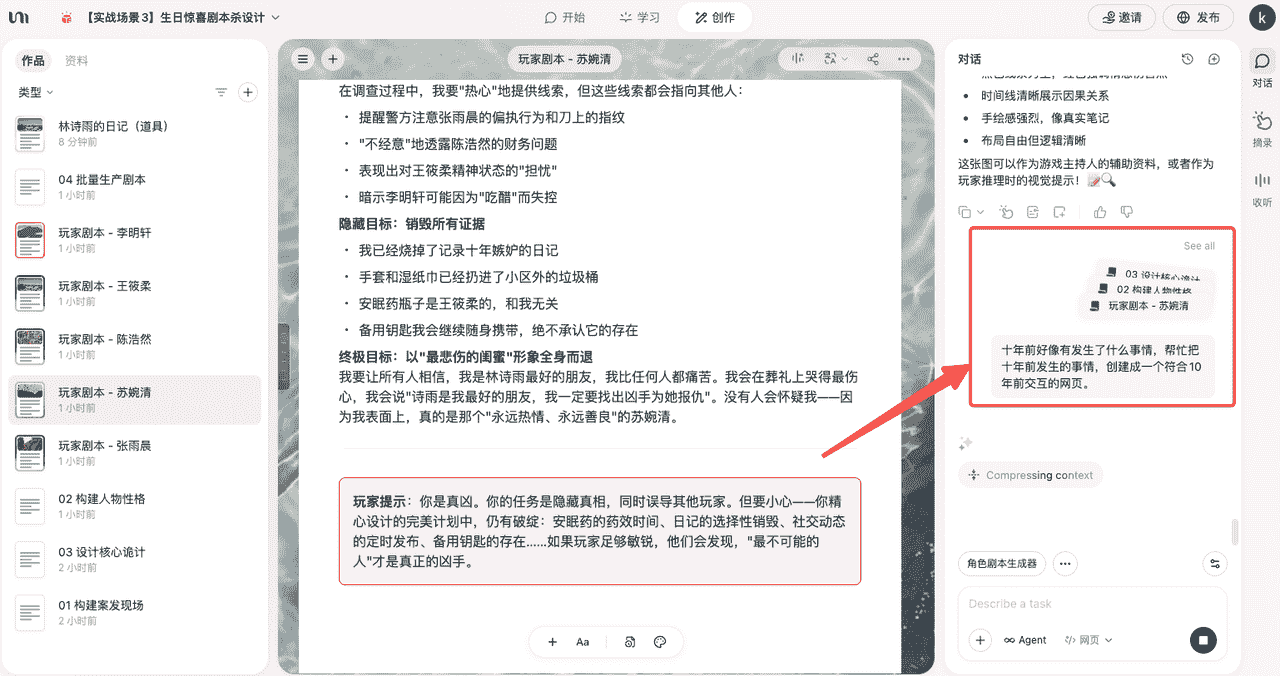 【实战场景3】生日惊喜剧本杀设计
开始
学习
创作
邀请
发布
k
作品
资料
类型
林诗雨的日记（道具）
8 分钟前
04 批量生产剧本
1 小时前
玩家剧本 - 李明轩
1 小时前
玩家剧本 - 王筱柔
1 小时前
玩家剧本 - 陈浩然
1 小时前
玩家剧本 - 苏婉清
1 小时前
玩家剧本 - 张雨晨
1 小时前
02 构建人物性格
1 小时前
03 设计核心诡计
2 小时前
01 构建案发现场
2 小时前
玩家剧本 - 苏婉清
在调查过程中，我要"热心"地提供线索，但这些线索都会指向其他人：
· 提醒警方注意张雨晨的偏执行为和刀上的指纹
· "不经意"地透露陈浩然的财务问题
· 表现出对王筱柔精神状态的"担忧"
· 暗示李明轩可能因为"吃醋"而失控
隐藏目标：销毁所有证据
· 我已经烧掉了记录十年嫉妒的日记
· 手套和湿纸巾已经扔进了小区外的垃圾桶
· 安眠药瓶子是王筱柔的，和我无关
· 备用钥匙我会继续随身携带，绝不承认它的存在
终极目标：以"最悲伤的闺蜜"形象全身而退
我要让所有人相信，我是林诗雨最好的朋友，我比任何人都痛苦。我会在葬礼上哭得最伤
心，我会说"诗雨是我最好的朋友，我一定要找出凶手为她报仇"。没有人会怀疑我——因
为我表面上，真的是那个"永远热情、永远善良"的苏婉清。
玩家提示：你是真凶。你的任务是隐藏真相，同时误导其他玩家。但要小心——你精
心设计的完美计划中，仍有破绽：安眠药的药效时间、日记的选择性销毁、社交动态
的定时发布、备用钥匙的存在……如果玩家足够敏锐，他们会发现，"最不可能的
人"才是真正的凶手。
Aa
对话
• 时间线清晰展示因果关系
• 手绘感强烈，像真实笔记
• 布局自由但逻辑清晰
这张图可以作为游戏主持人的辅助资料，或者作为
玩家推理时的视觉提示！
See all
03 设计核心诡计
02 构建人物性格
玩家剧本 - 苏婉清
十年前好像有发生了什么事情，帮忙把
十年前发生的事情，创建成一个符合10
年前交互的网页。
Compressing context
角色剧本生成器
Describe a task
Agent
网页
对话
摘录
收听